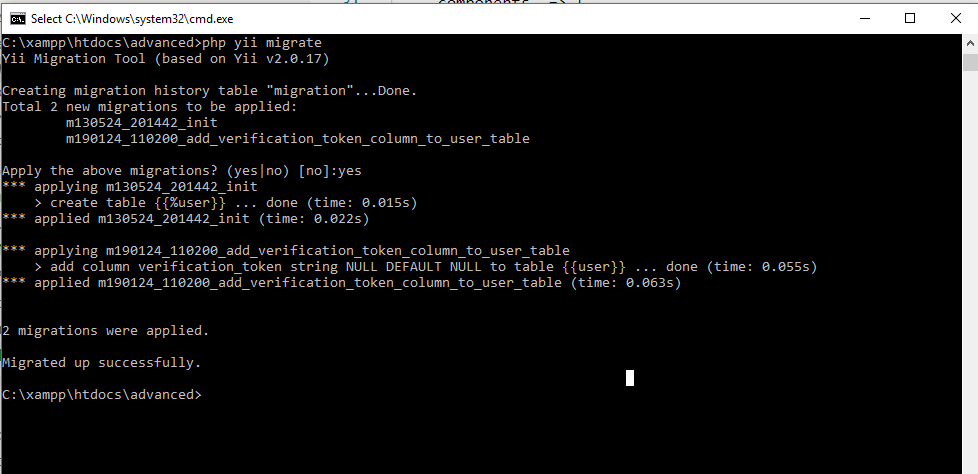 components => [
Select C:\Windows\system32\cmd.exe
C:\xampp\htdocs\advanced>php yii migrate
Yii Migration Tool (based on Yii v2.0.17)
Creating migration history table "migration"...Done.
Total 2 new migrations to be applied:
m130524_201442_init
m190124_110200_add_verification_token_column_to_user_table
Apply the above migrations? (yes|no) [no]:yes
*** applying m130524_201442_init
> create table {{%user}} ... done (time: 0.015s)
*** applied m130524_201442_init (time: 0.022s)
*** applying m190124_110200_add_verification_token_column_to_user_table
> add column verification_token string NULL DEFAULT NULL to table {{user}} ... done (time: 0.055s)
*** applied m190124_110200_add_verification_token_column_to_user_table (time: 0.063s)
2 migrations were applied.
Migrated up successfully.
C:\xampp\htdocs\advanced>